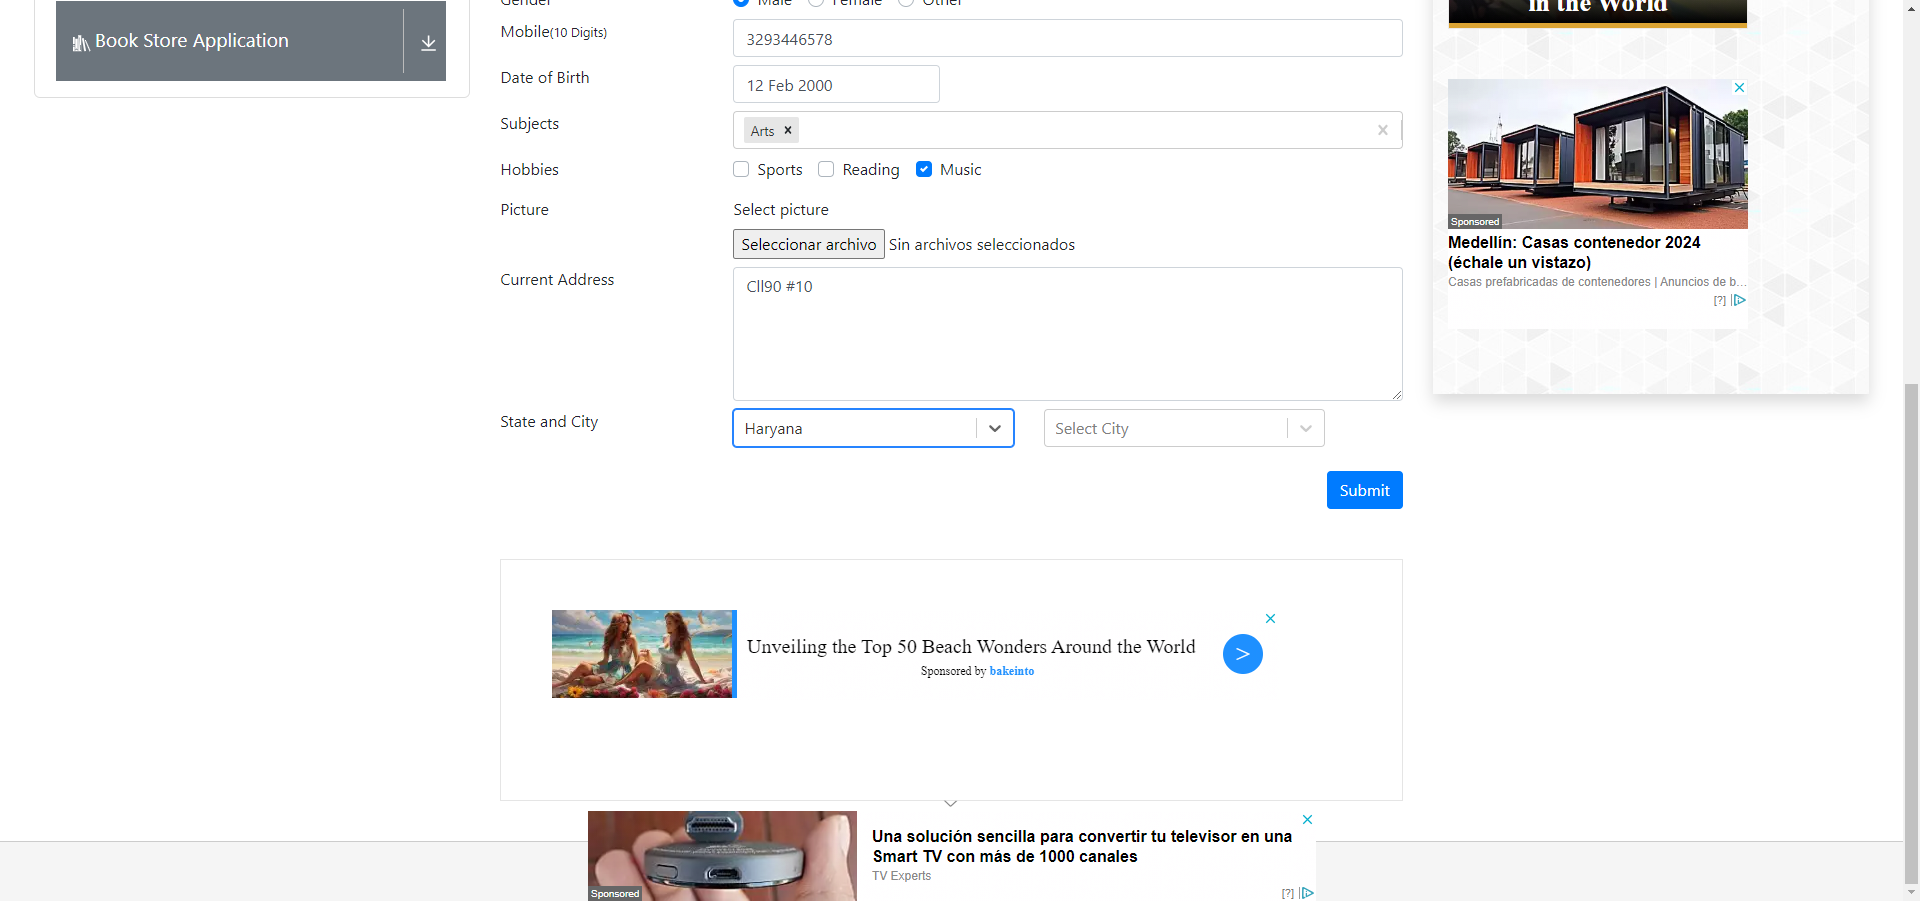 Book Store Application
Gender
Male
Female
Other
Mobile(10 Digits)
3293446578
Date of Birth
12 Feb 2000
Subjects
Arts ×
×
Hobbies
Sports
Reading
Music
Picture
Select picture
Seleccionar archivo Sin archivos seleccionados
Current Address
Cll90 #10
State and City
Haryana
Select City
Submit
Unveiling the Top 50 Beach Wonders Around the World
Sponsored by bakeinto
>
Sponsored
Una solución sencilla para convertir tu televisor en una
Smart TV con más de 1000 canales
TV Experts
[?]
in the World
Sponsored
Medellín: Casas contenedor 2024
(échale un vistazo)
Casas prefabricadas de contenedores | Anuncios de b...
[?]